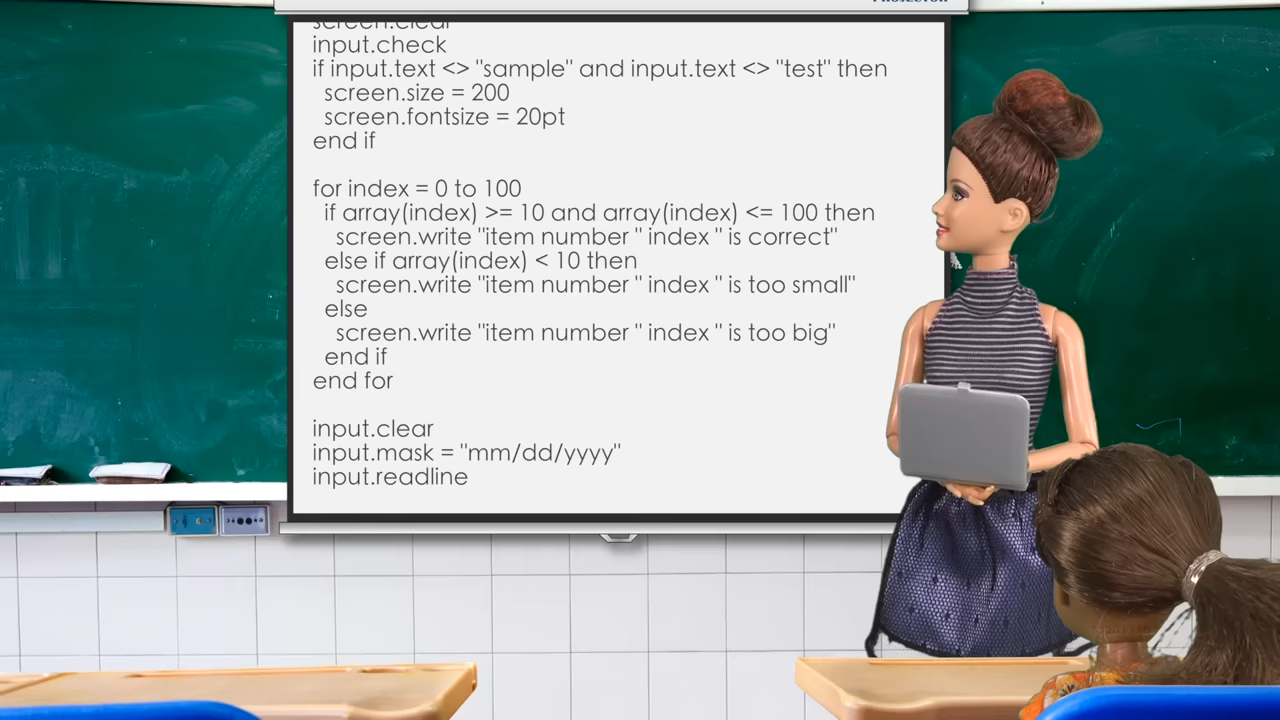 PROJECTOR
screen.clear
input.check
if input.text <> "sample" and input.text <> "test" then
screen.size = 200
screen.fontsize = 20pt
end if
for index = 0 to 100
if array(index) >= 10 and array(index) <= 100 then
screen.write "item number " index " is correct"
else if array(index) < 10 then
screen.write "item number " index " is too small"
else
screen.write "item number " index " is too big"
end if
end for
input.clear
input.mask = "mm/dd/yyyy"
input.readline